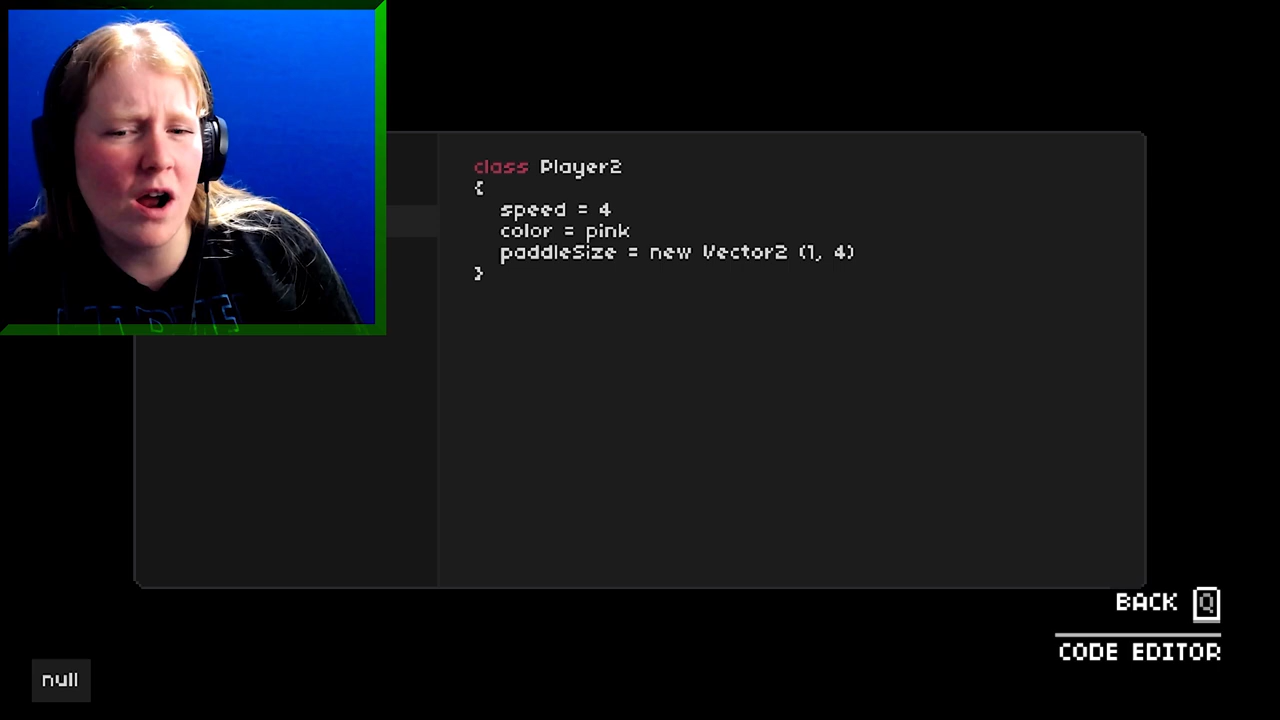 class Player2
{
speed = 4
color = pink
paddleSize = new Vector2 (1, 4)
}
BACK Q
CODE EDITOR
null